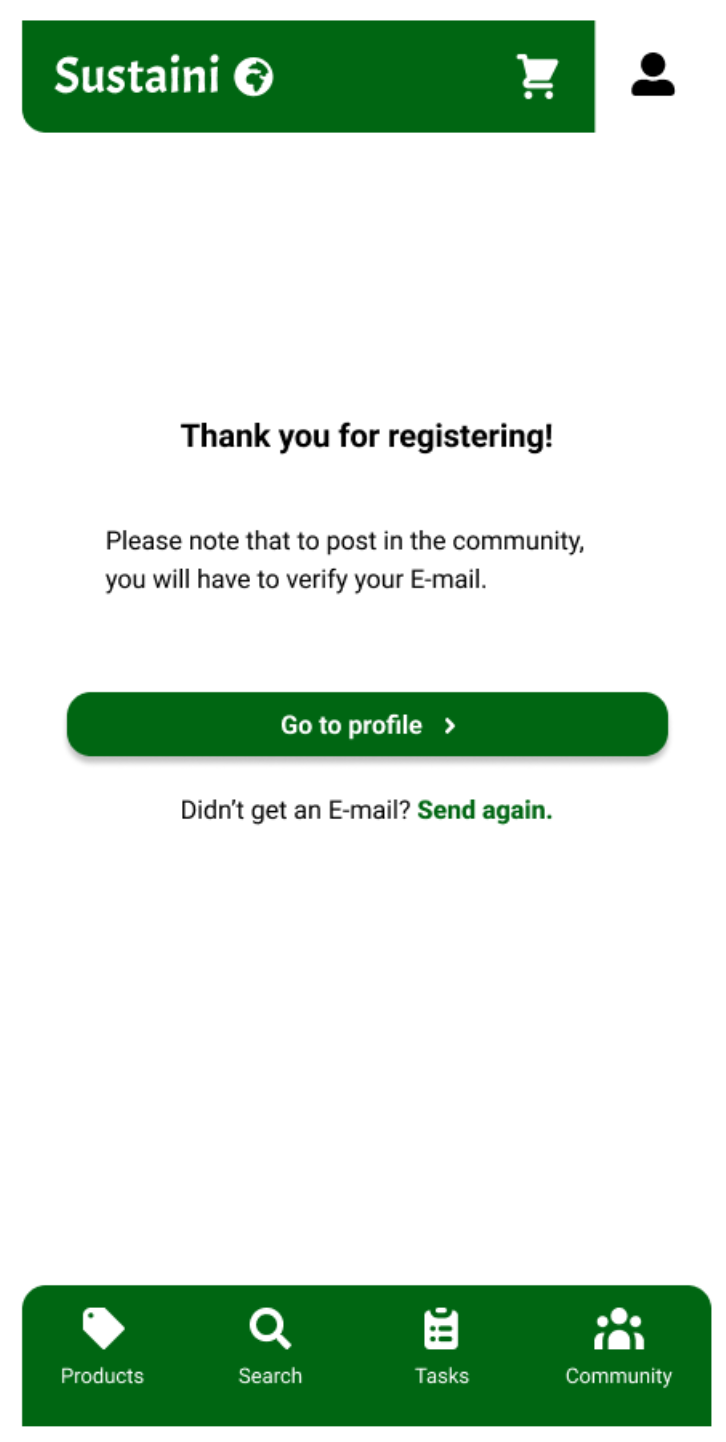 Sustaini
Thank you for registering!
Please note that to post in the community,
you will have to verify your E-mail.
Go to profile
Didn’t get an E-mail? Send again.
Products
Search
Tasks
Community